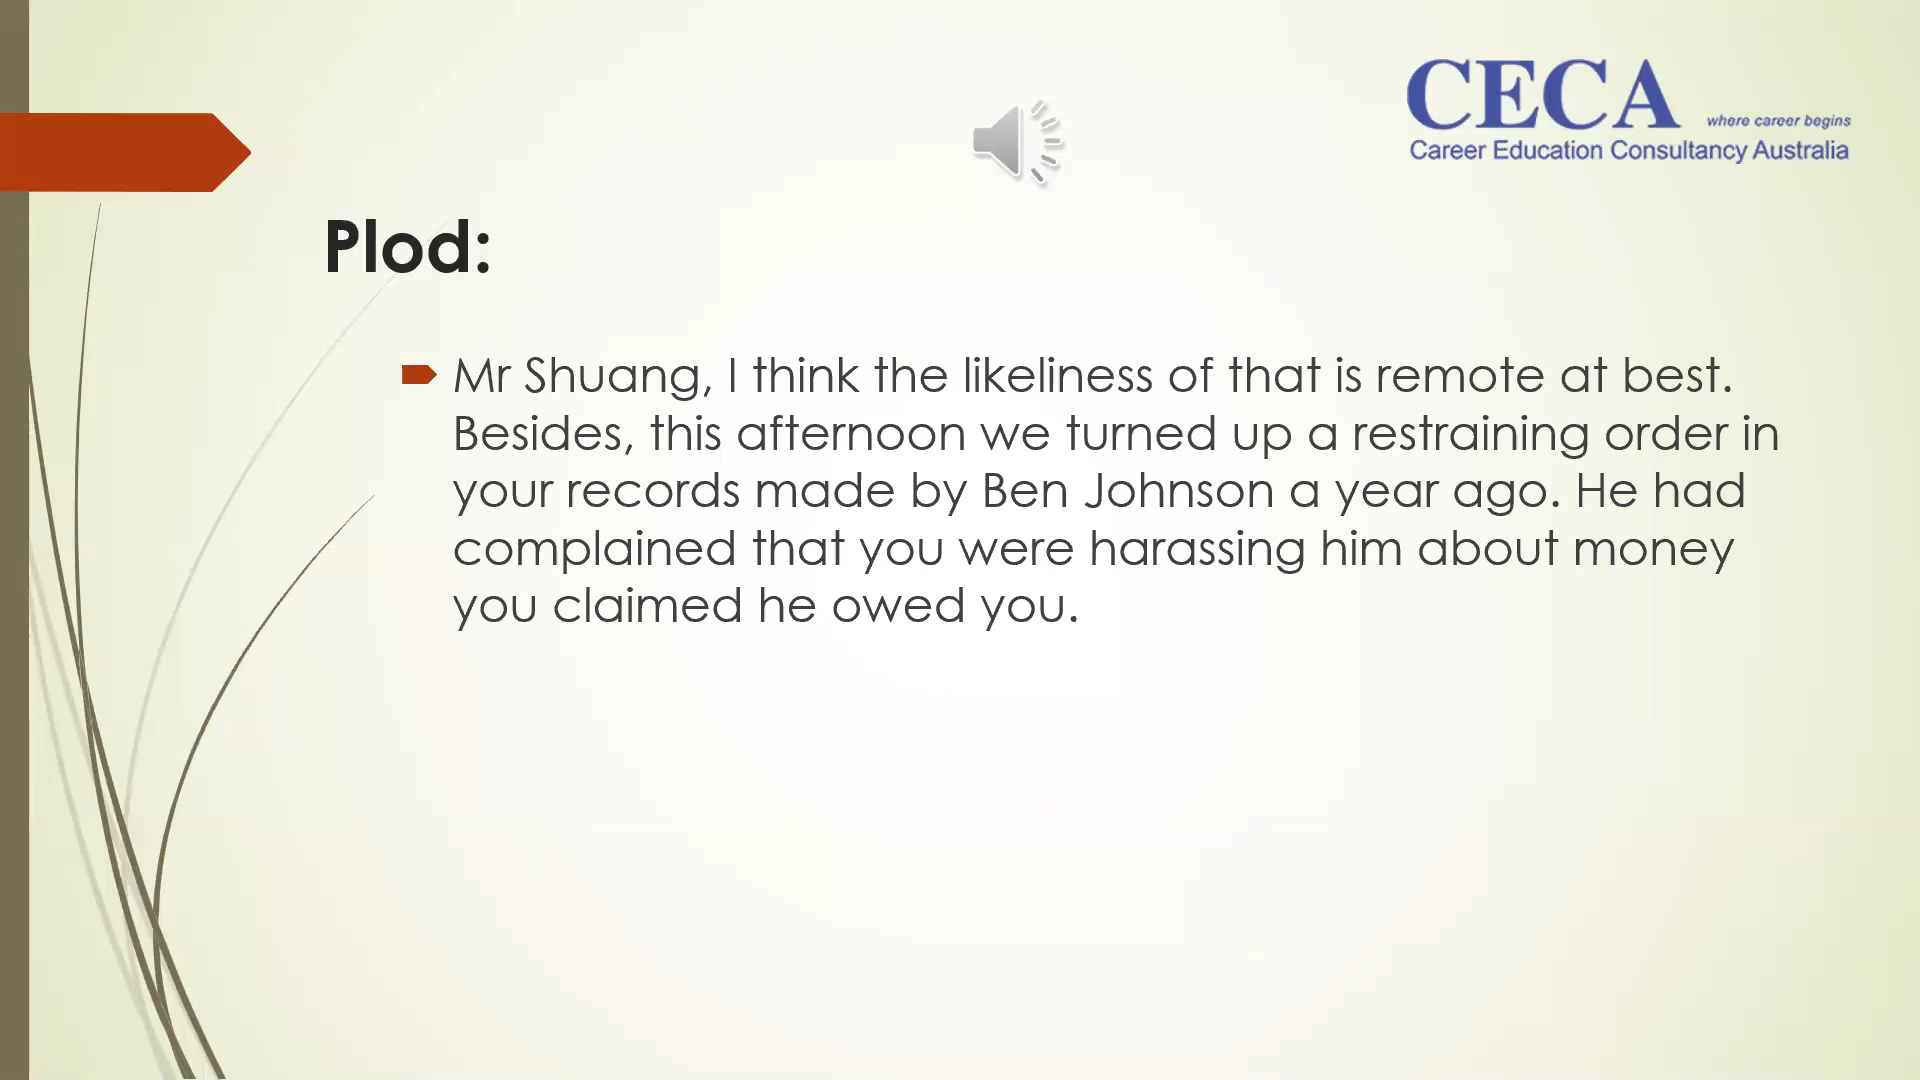 CECA
where career begins
Career Education Consultancy Australia
Plod:
Mr Shuang, I think the likeliness of that is remote at best.
Besides, this afternoon we turned up a restraining order in
your records made by Ben Johnson a year ago. He had
complained that you were harassing him about money
you claimed he owed you.